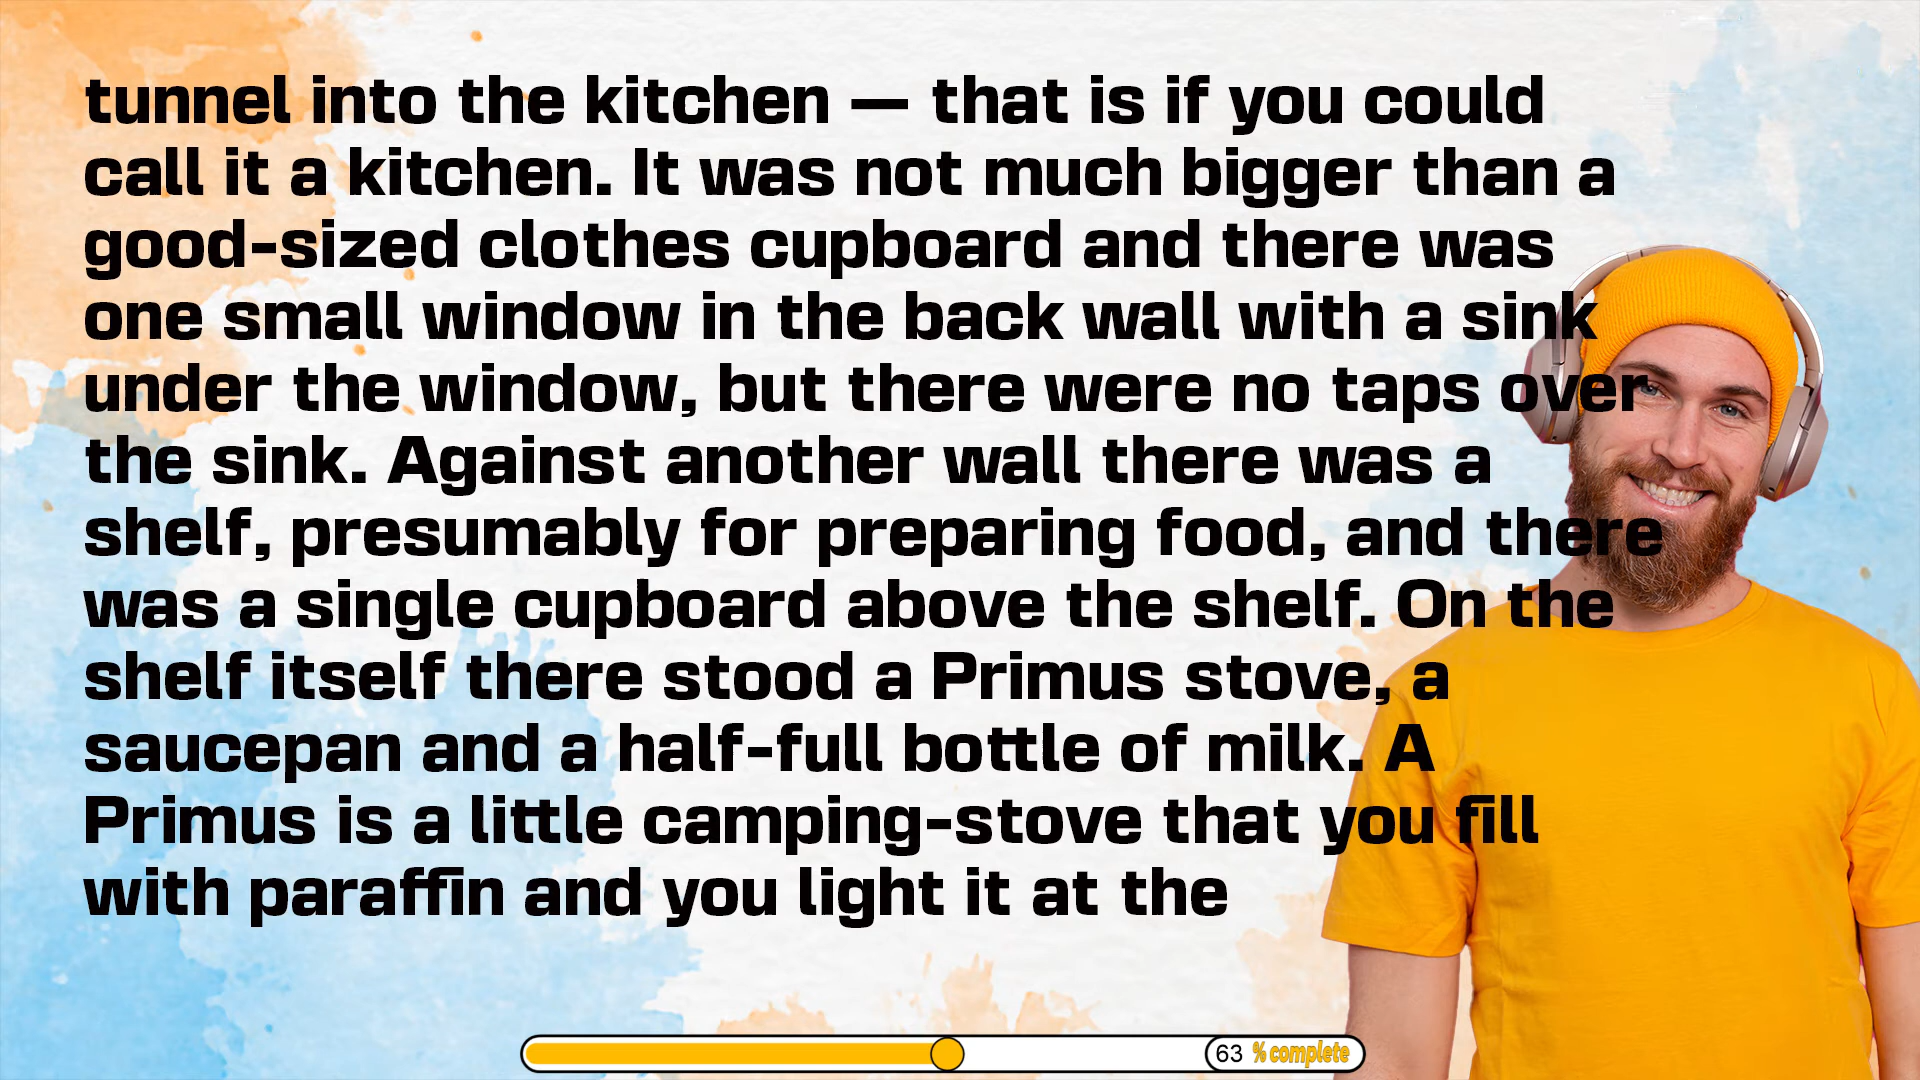 tunnel into the kitchen — that is if you could
call it a kitchen. It was not much bigger than a
good-sized clothes cupboard and there was
one small window in the back wall with a sink
under the window, but there were no taps over
the sink. Against another wall there was a
shelf, presumably for preparing food, and there
was a single cupboard above the shelf. On the
shelf itself there stood a Primus stove, a
saucepan and a half-full bottle of milk. A
Primus is a little camping-stove that you fill
with paraffin and you light it at the
63 % complete